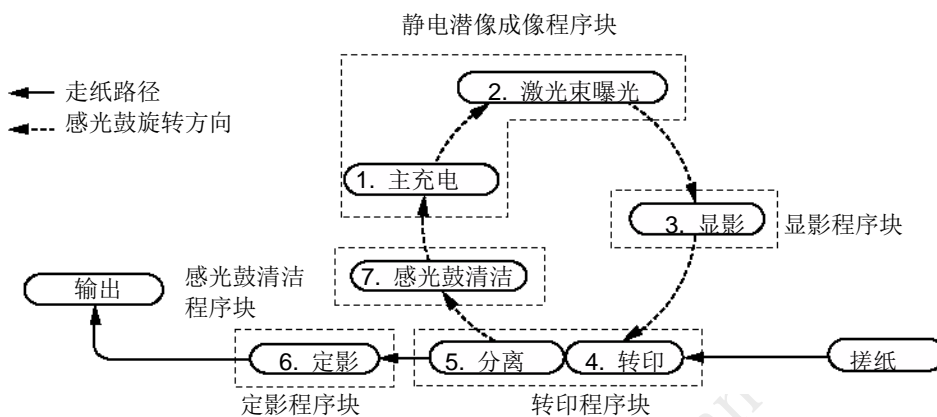 静电潜像成像程序块
走纸路径
感光鼓旋转方向
2. 激光束曝光
1. 主充电
3. 显影
显影程序块
7. 感光鼓清洁
感光鼓清洁
程序块
输出
6. 定影
5. 分离
4. 转印
搓纸
定影程序块
转印程序块